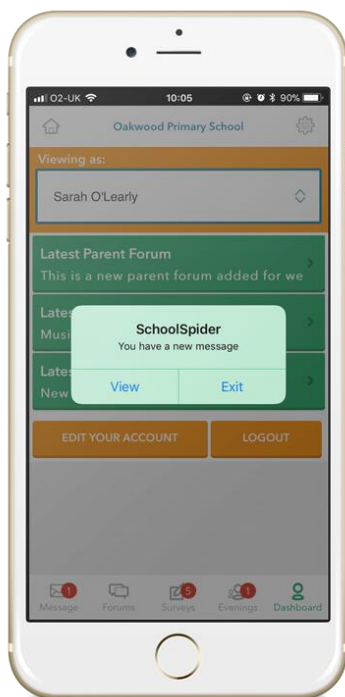 O2-UK 10:05 90%
Oakwood Primary School
Viewing as:
Sarah O'Learly
Latest Parent Forum
This is a new parent forum added for we
Lates
Musi
SchoolSpider
You have a new message
Lates
New
View Exit
EDIT YOUR ACCOUNT LOGOUT
1 5 1
Message Forums Surveys Evenings Dashboard